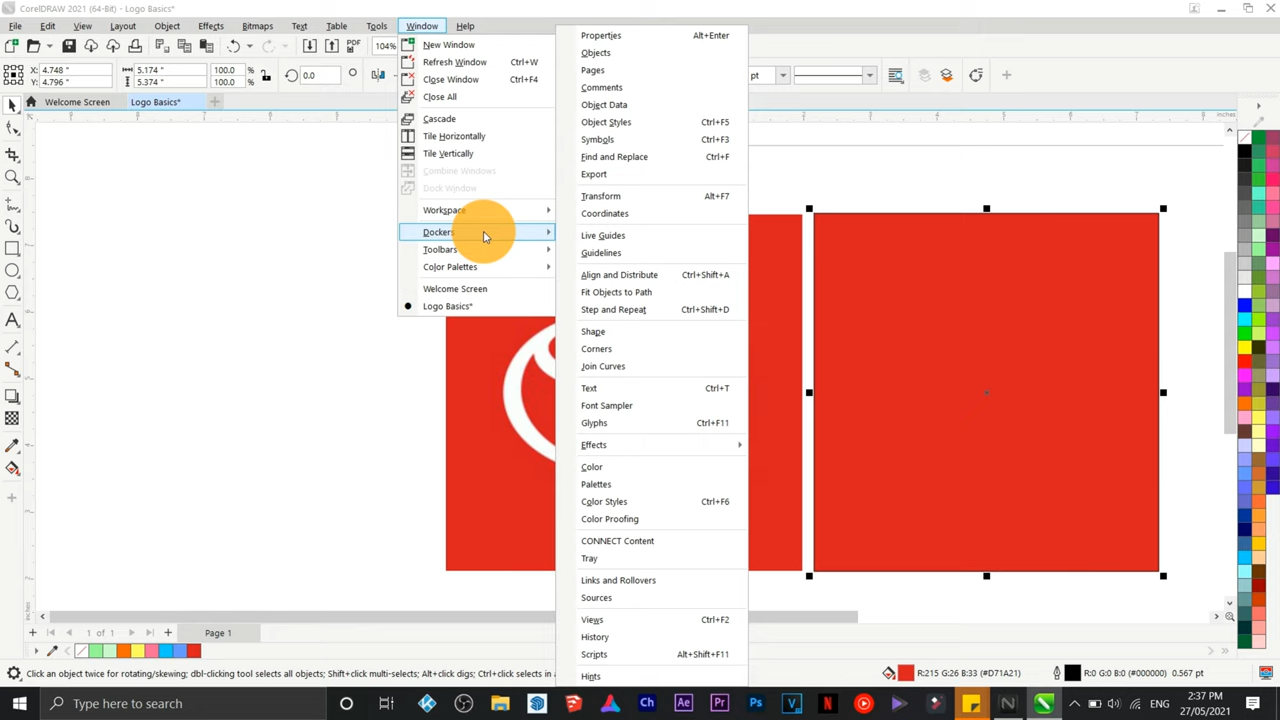 CorelDRAW 2021 (64-Bit) - Logo Basics*
File Edit View Layout Object Effects Bitmaps Text Table Tools Window Help
PDF 104%
X: 4.748 "
Y: 4.796 "
5.174 "
5.374 "
100.0
100.0
0.0
pt
Welcome Screen
Logo Basics*
inches
New Window
Refresh Window Ctrl+W
Close Window Ctrl+F4
Close All
Cascade
Tile Horizontally
Tile Vertically
Combine Windows
Dock Window
Workspace
Dockers
Toolbars
Color Palettes
Welcome Screen
Logo Basics*
Properties Alt+Enter
Objects
Pages
Comments
Object Data
Object Styles Ctrl+F5
Symbols Ctrl+F3
Find and Replace Ctrl+F
Export
Transform Alt+F7
Coordinates
Live Guides
Guidelines
Align and Distribute Ctrl+Shift+A
Fit Objects to Path
Step and Repeat Ctrl+Shift+D
Shape
Corners
Join Curves
Text Ctrl+T
Font Sampler
Glyphs Ctrl+F11
Effects
Color
Palettes
Color Styles Ctrl+F6
Color Proofing
CONNECT Content
Tray
Links and Rollovers
Sources
Views Ctrl+F2
History
Scripts Alt+Shift+F11
Hints
1 of 1
Page 1
Click an object twice for rotating/skewing; dbl-clicking tool selects all objects; Shift+click multi-selects; Alt+click digs; Ctrl+click selects in a
R:215 G:26 B:33 (#D71A21)
R:0 G:0 B:0 (#000000) 0.567 pt
Type here to search
Ch
Ae
Pr
Ps
V
N
ENG
2:37 PM
27/05/2021